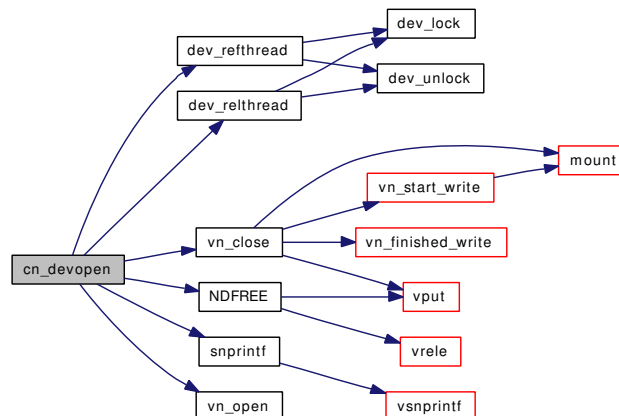 dev_lock
dev_refthread
dev_unlock
dev_relthread
mount
vn_start_write
vn_close
vn_finished_write
cn_devopen
NDFREE
vput
snprintf
vrele
vn_open
vsnprintf